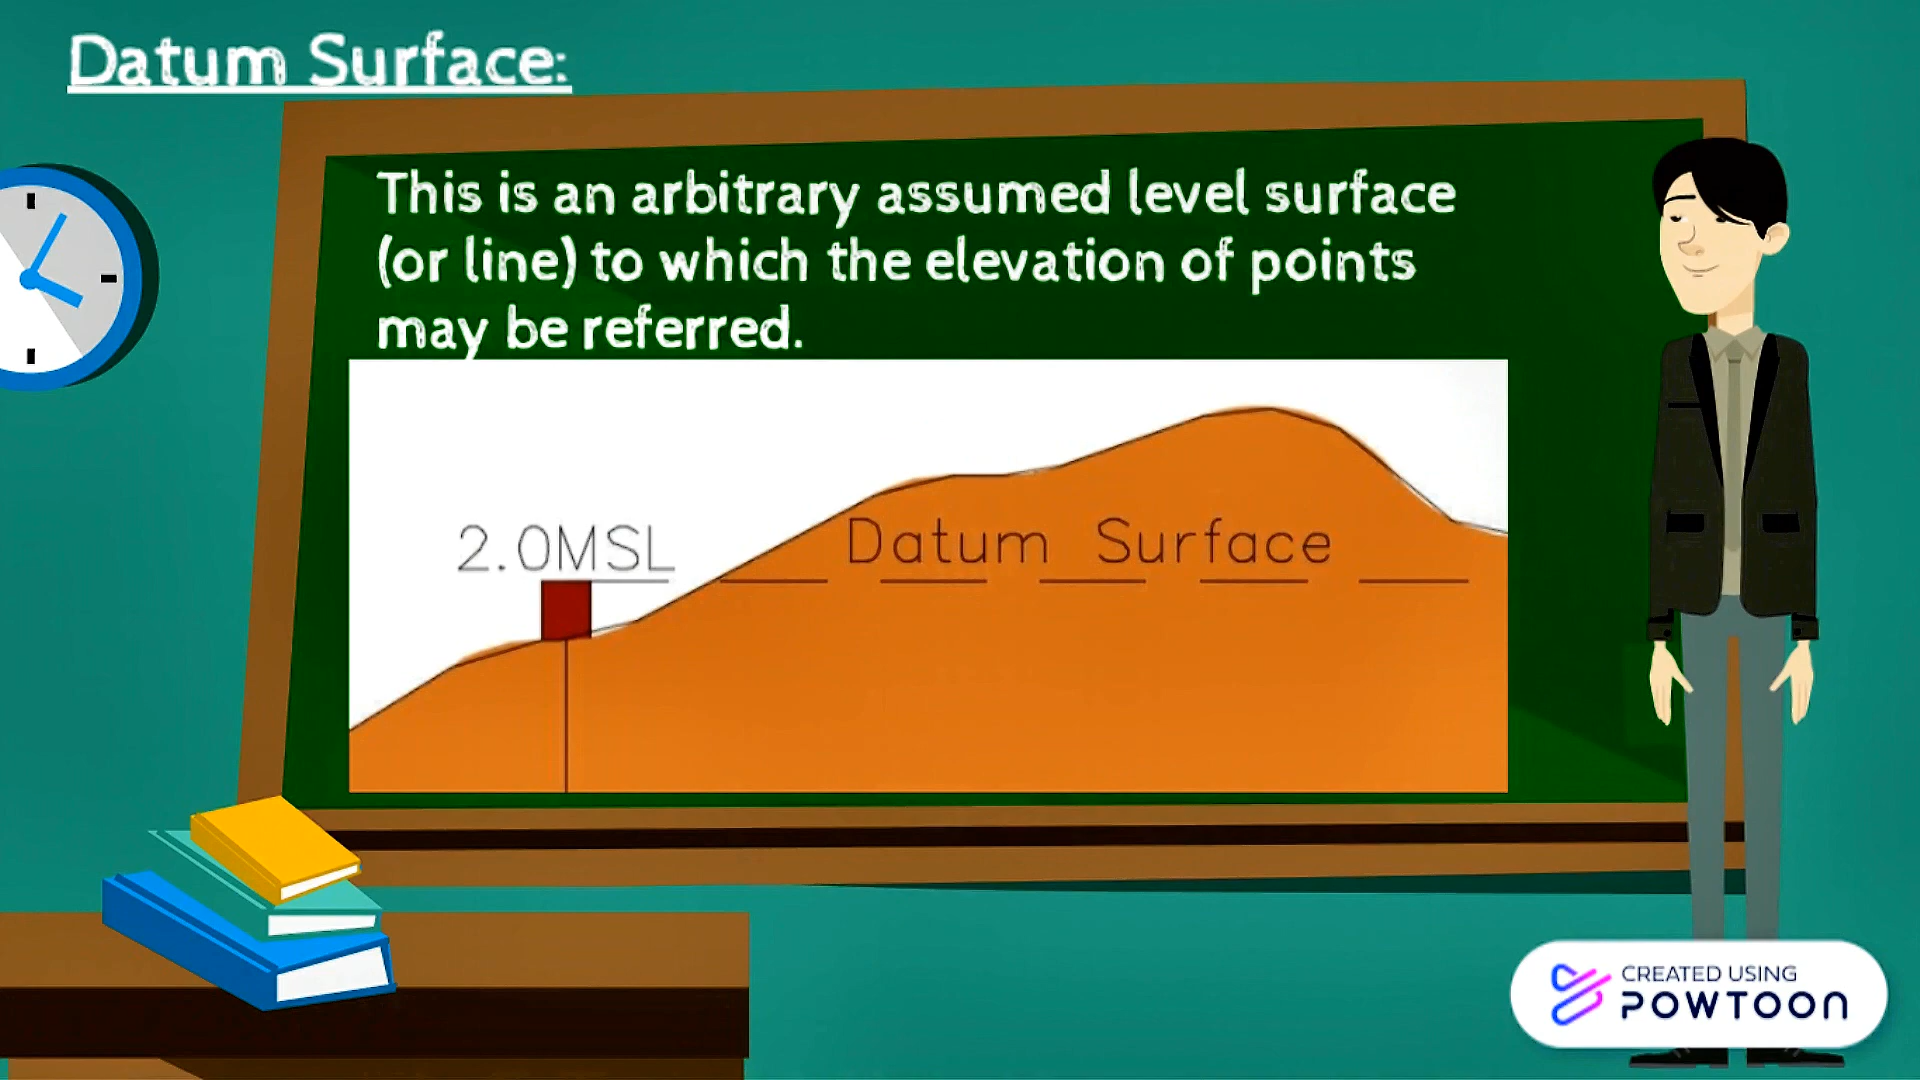 Datum Surface:
This is an arbitrary assumed level surface
(or line) to which the elevation of points
may be referred.
2.0MSL
Datum Surface
CREATED USING
POWTOON